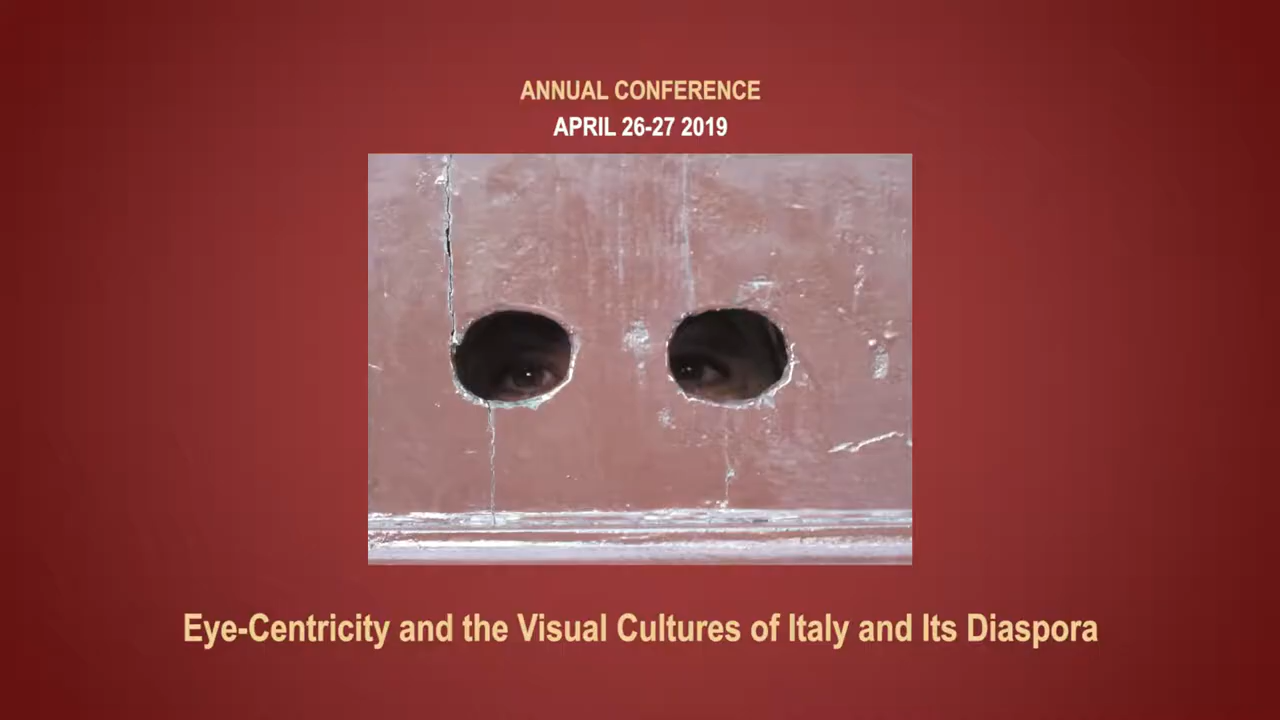 ANNUAL CONFERENCE
APRIL 26-27 2019
Eye-Centricity and the Visual Cultures of Italy and Its Diaspora